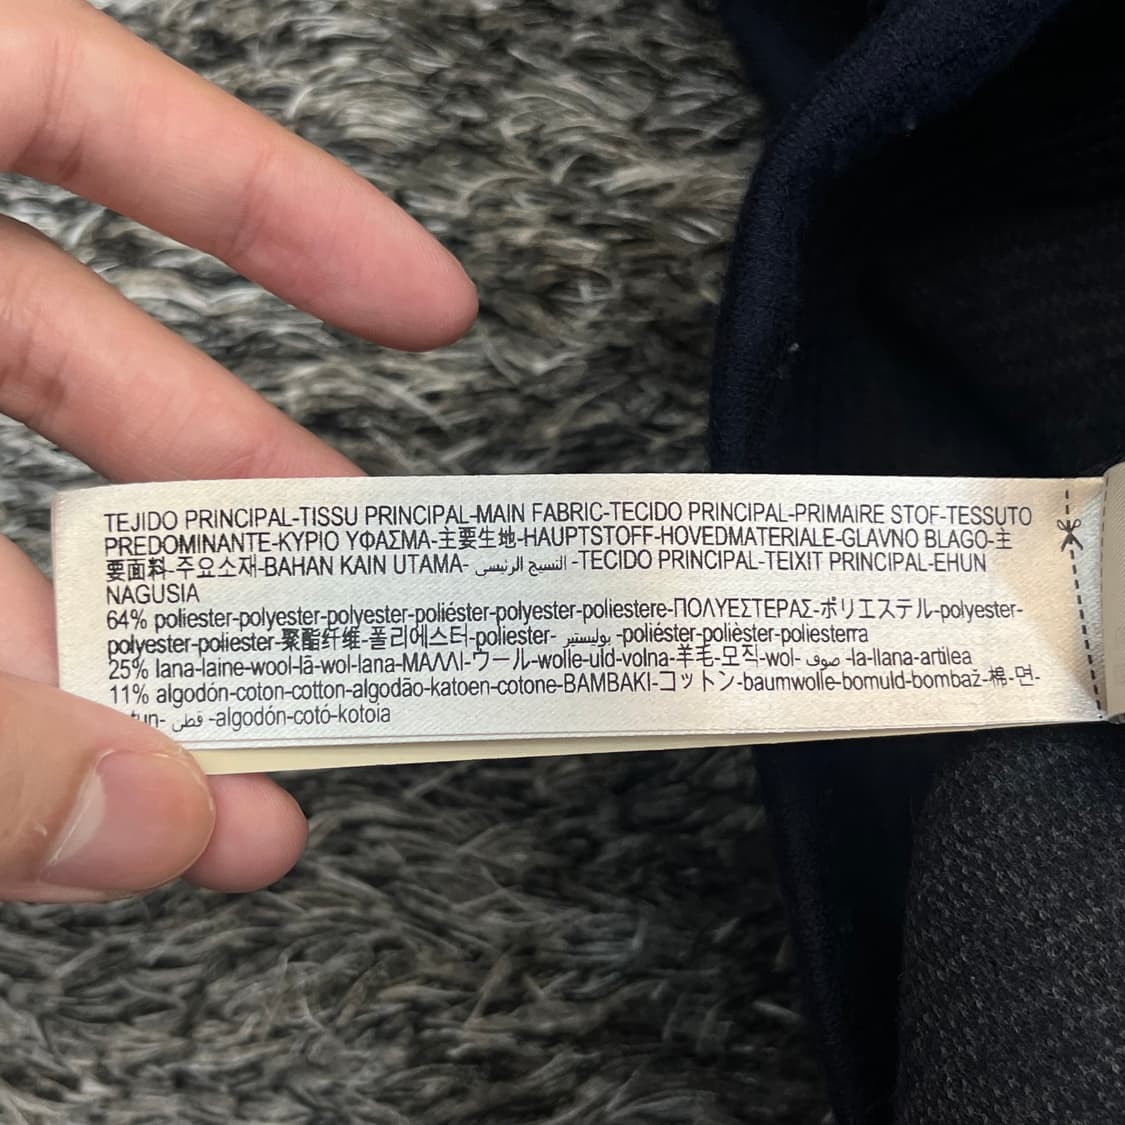 TEJIDO PRINCIPAL-TISSU PRINCIPAL-MAIN FABRIC-TECIDO PRINCIPAL-PRIMAIRE STOF-TESSUTO
PREDOMINANTE-ΚΥΡΙΟ ΥΦΑΣΜΑ-主要生地-HAUPTSTOFF-HOVEDMATERIALE-GLAVNO BLAGO-主
要面料-주요소재-BAHAN KAIN UTAMA- النسيج الرئيسي -TECIDO PRINCIPAL-TEIXIT PRINCIPAL-EHUN
NAGUSIA
64% poliester-polyester-polyester-poliéster-polyester-poliestere-ΠΟΛΥΕΣΤΕΡΑΣ-ポリエステル-polyester-
polyester-poliester-聚酯纤维-폴리에스터-poliester- بوليستير -poliéster-polièster-poliesterra
25% lana-laine-wool-lã-wol-lana-ΜΑΛΛΙ-ウール-wolle-uld-volna-羊毛-모직-wol- صوف -la-llana-artilea
11% algodón-coton-cotton-algodão-katoen-cotone-ΒΑΜΒΑΚΙ-コットン-baumwolle-bomuld-bombaž-棉-면-
tun- قطن -algodón-cotó-kotoia